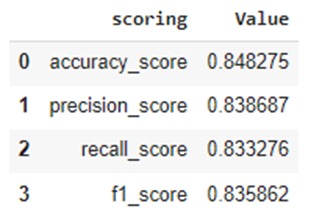 scoring Value
0 accuracy_score 0.848275
1 precision_score 0.838687
2 recall_score 0.833276
3 f1_score 0.835862